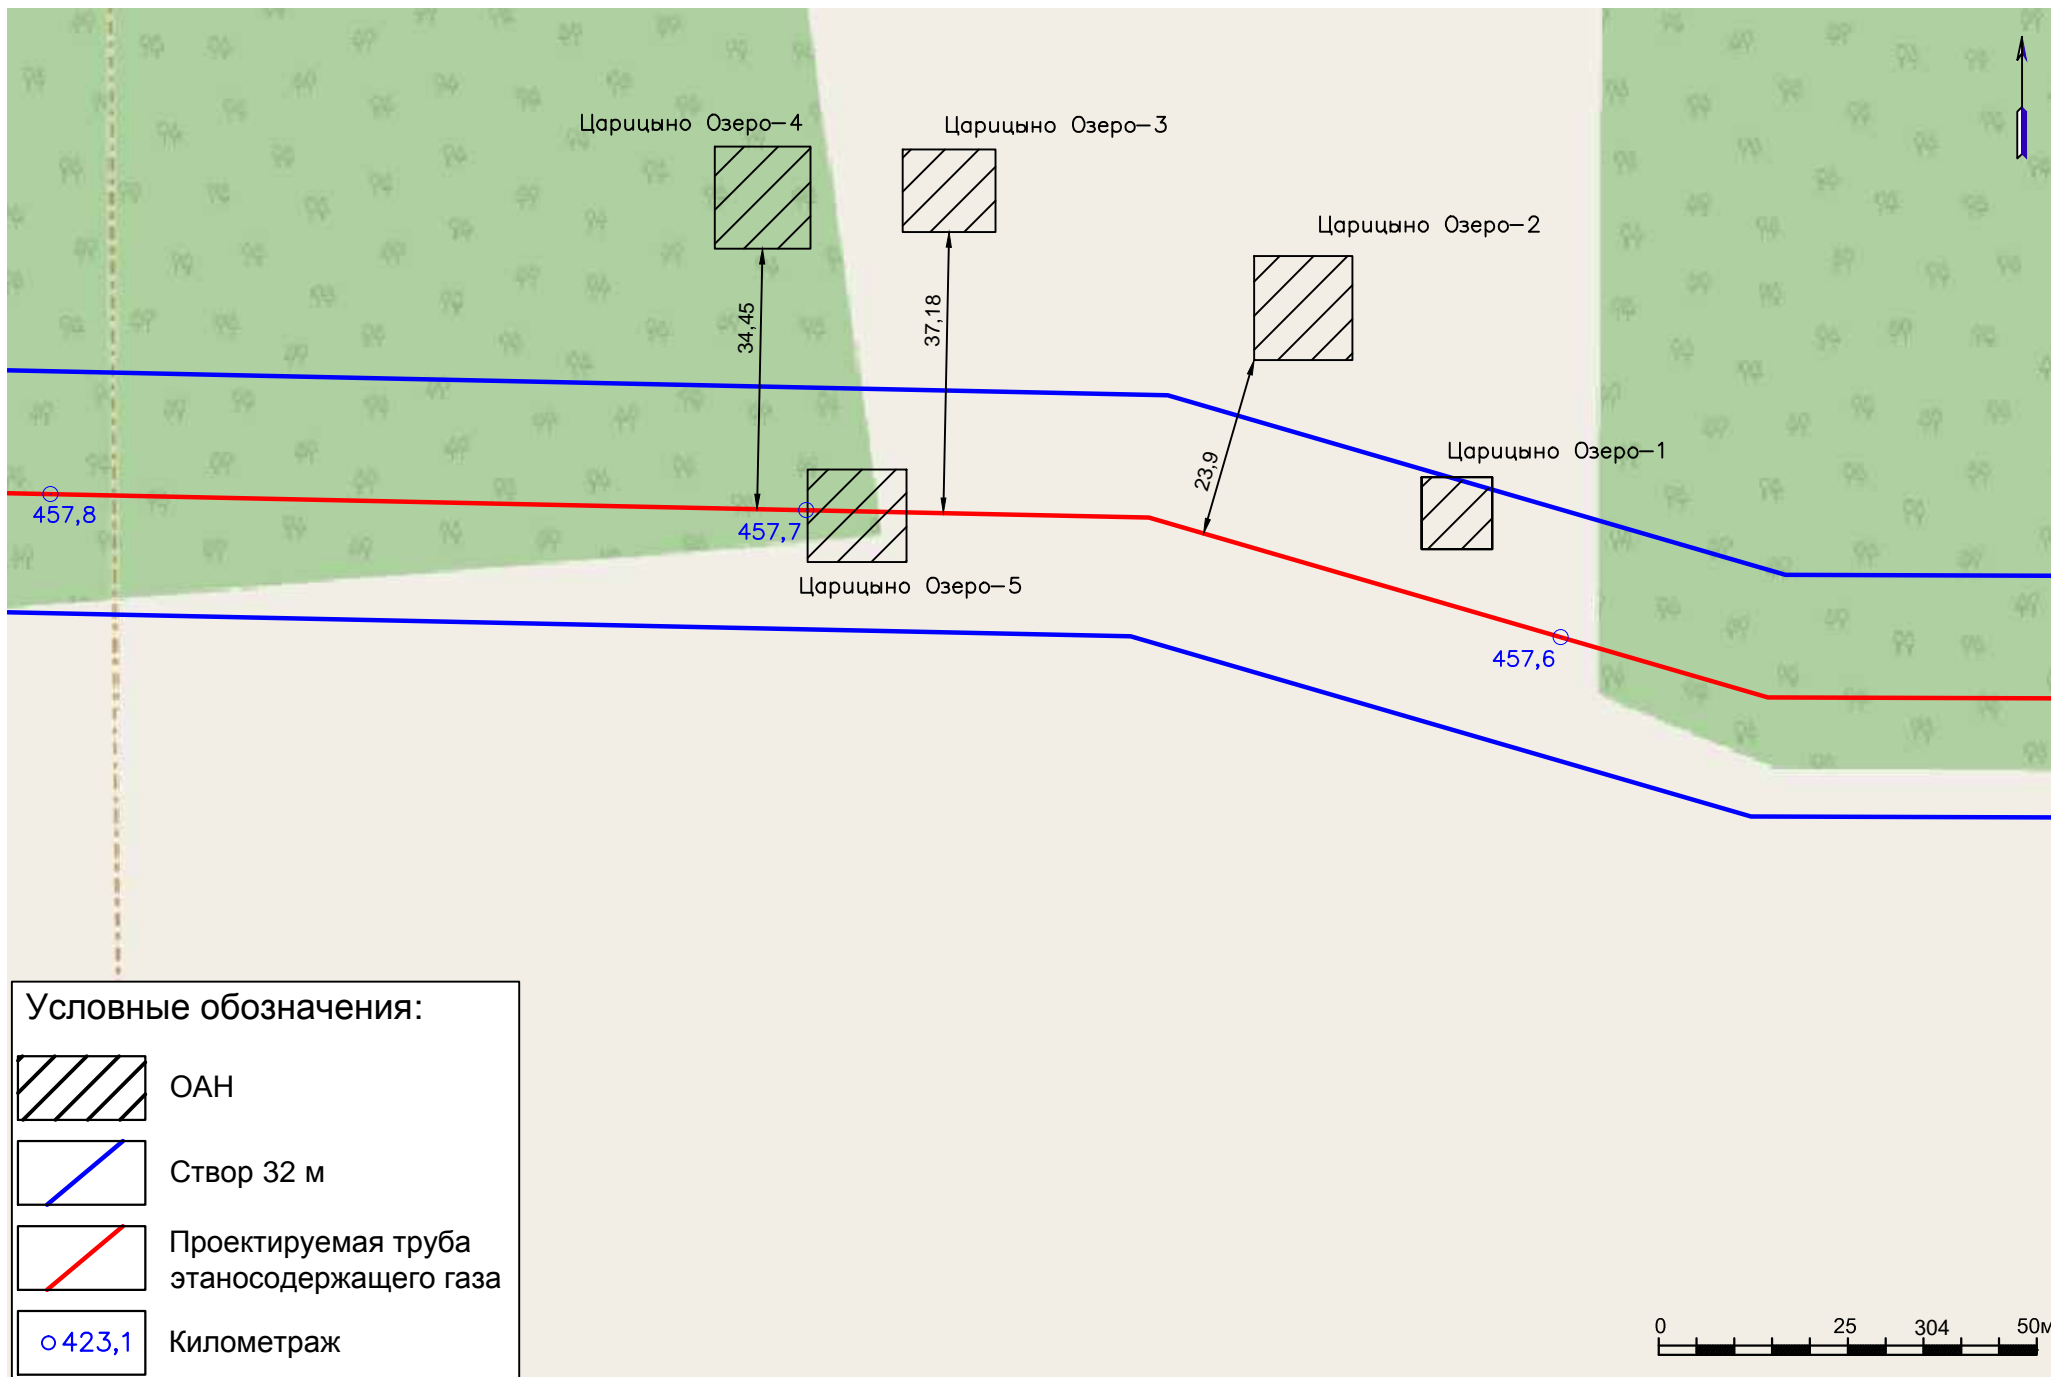 Царицыно Озеро-4
Царицыно Озеро-3
Царицыно Озеро-2
34,45
37,18
23,9
Царицыно Озеро-1
457,8
457,7
Царицыно Озеро-5
457,6
Условные обозначения:
ОАН
Створ 32 м
Проектируемая труба
этаносодержащего газа
423,1
Километраж
0 25 304 50м